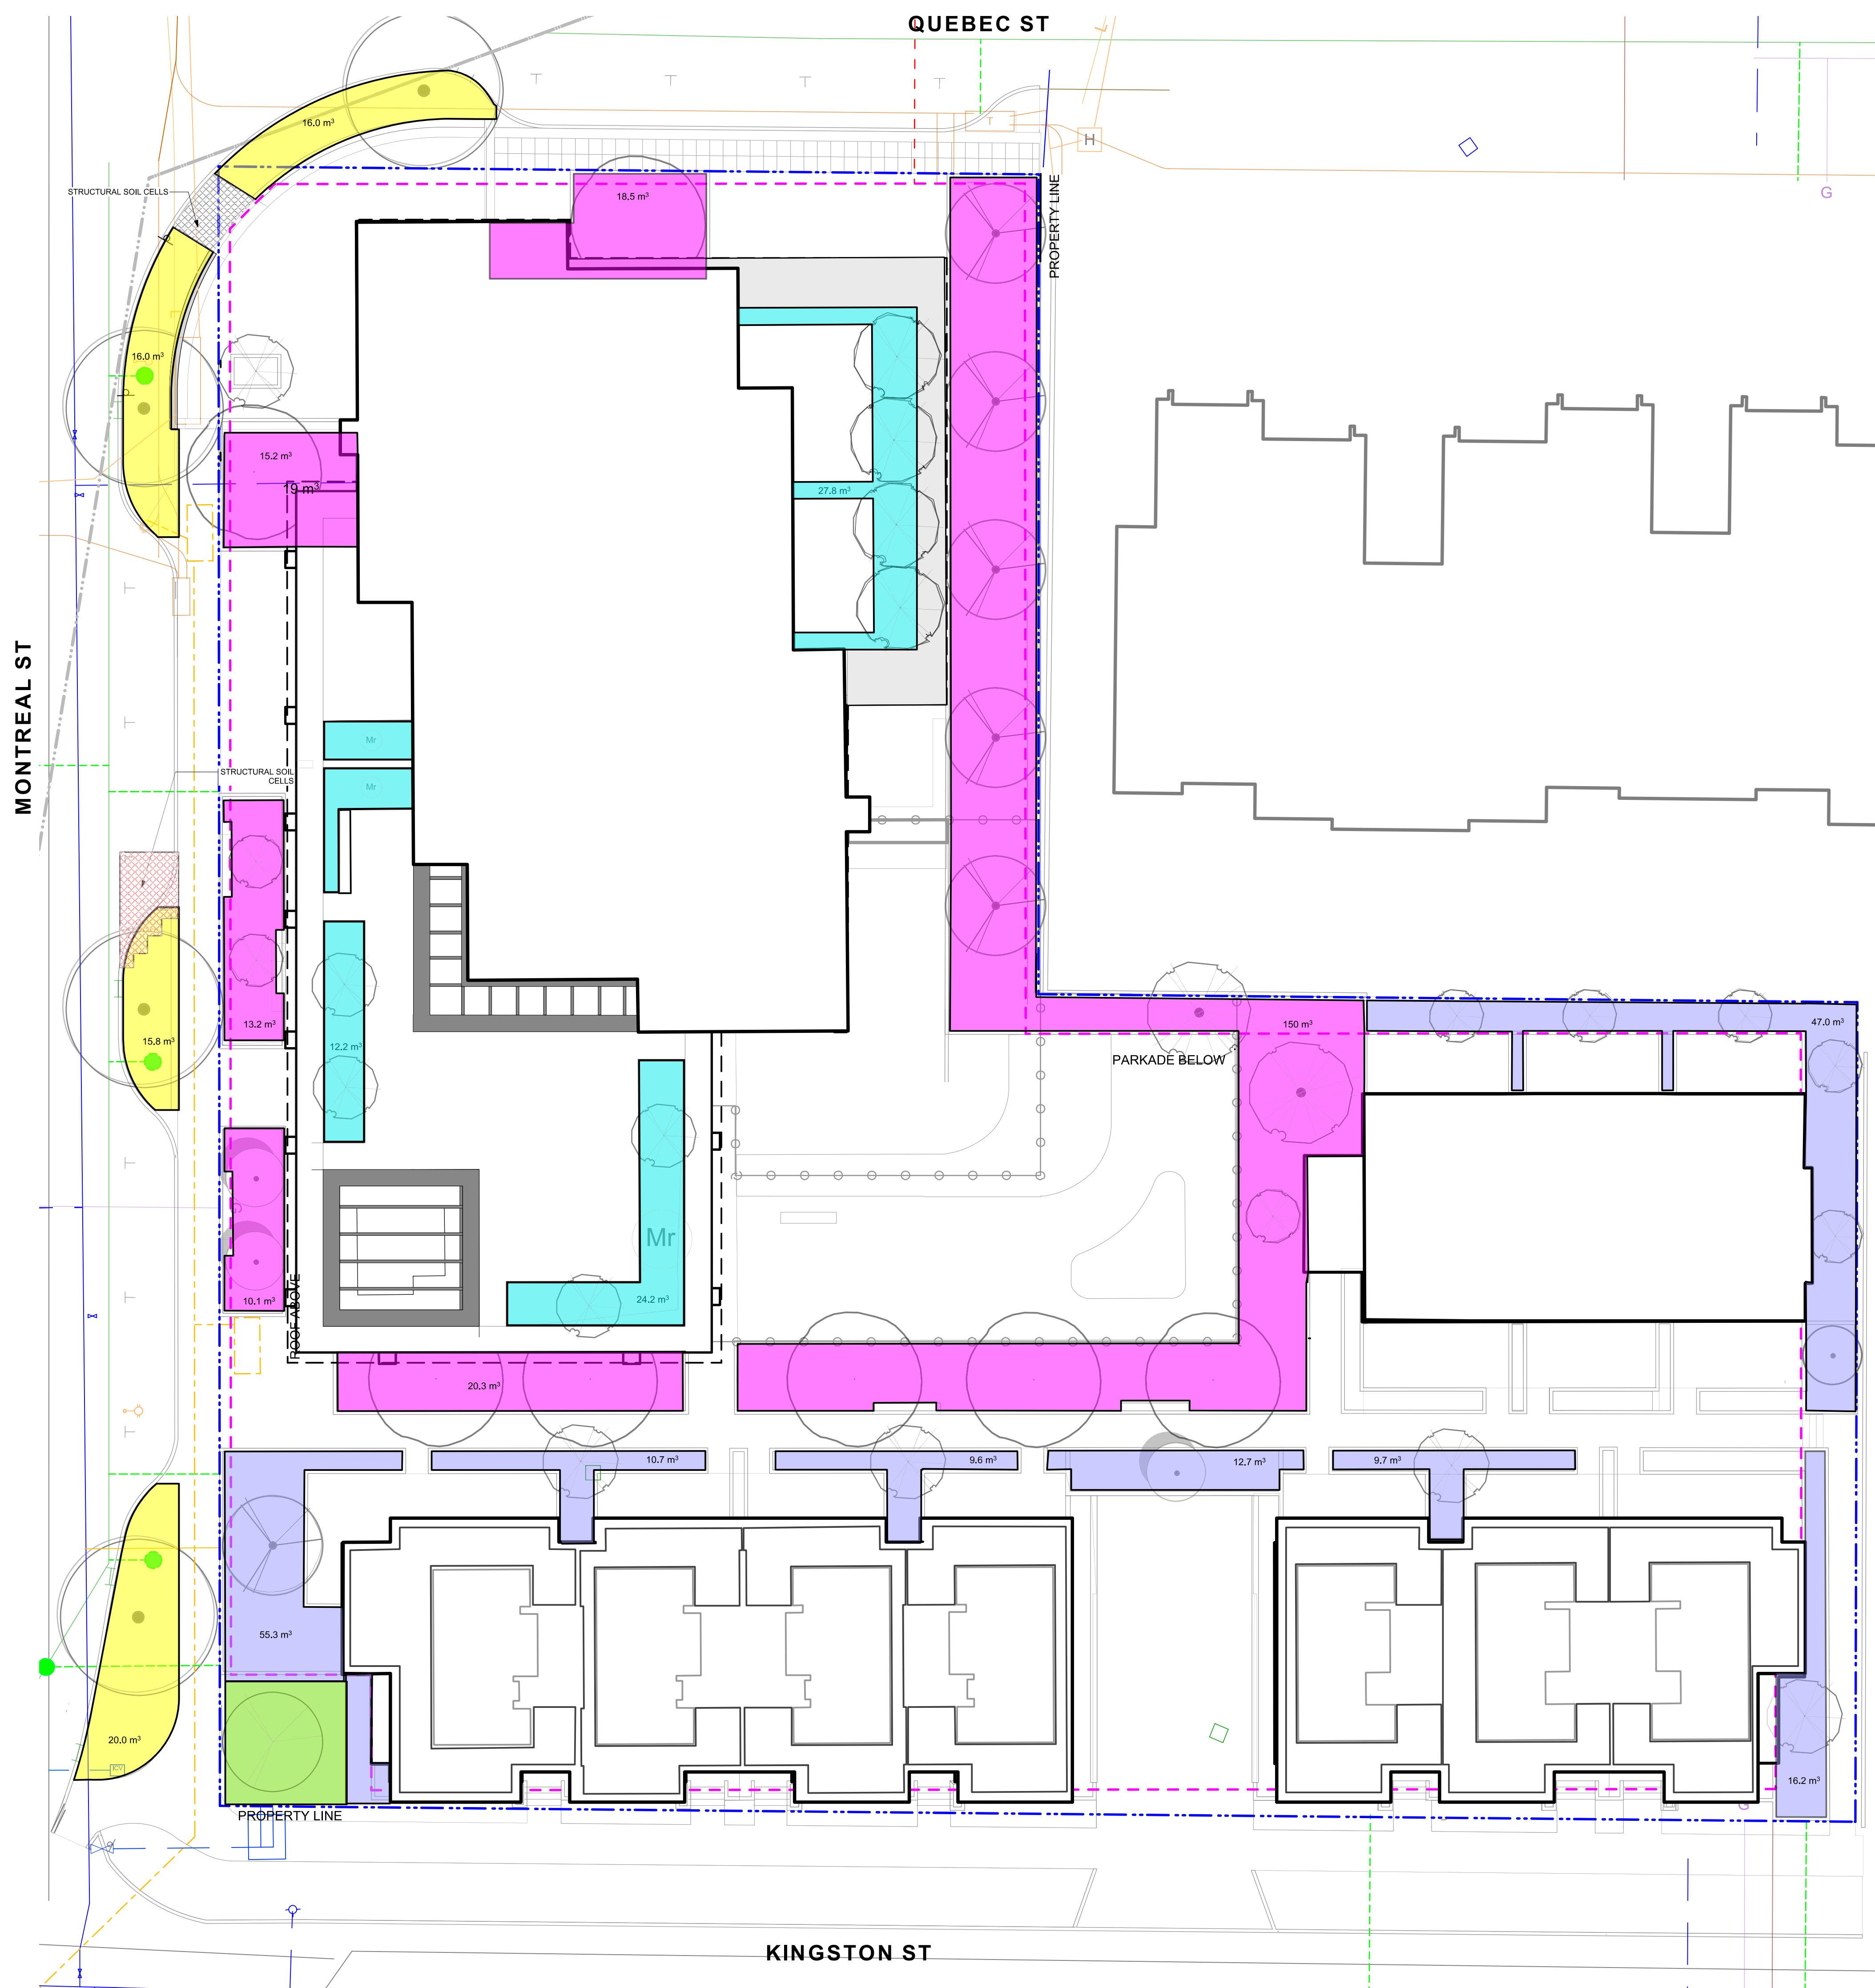 QUEBEC ST
16.0 m³
T
H
STRUCTURAL SOIL CELLS
18.5 m³
G
PROPERTY LINE
16.0 m³
15.2 m³
19 m³
27.8 m³
MONTREAL ST
Mr
STRUCTURAL SOIL
CELLS
Mr
13.2 m³
15.8 m³
12.2 m³
150 m³
47.0 m³
PARKADE BELOW
Mr
10.1 m³
ROOF ABOVE
24.2 m³
20.3 m³
10.7 m³
9.6 m³
12.7 m³
9.7 m³
55.3 m³
20.0 m³
ICV
16.2 m³
G
PROPERTY LINE
KINGSTON ST